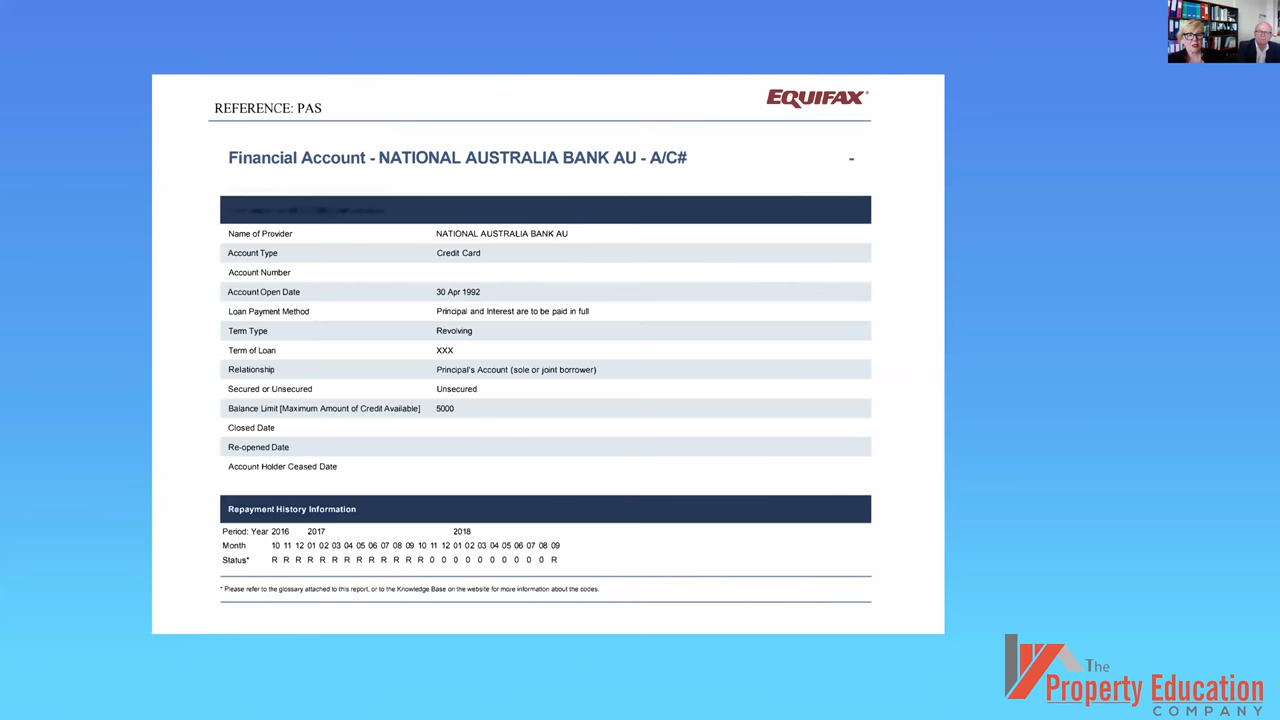 REFERENCE: PAS
EQUIFAX
Financial Account - NATIONAL AUSTRALIA BANK AU - A/C# -
Name of Provider NATIONAL AUSTRALIA BANK AU
Account Type Credit Card
Account Number
Account Open Date 30 Apr 1992
Loan Payment Method Principal and Interest are to be paid in full
Term Type Revolving
Term of Loan XXX
Relationship Principal's Account (sole or joint borrower)
Secured or Unsecured Unsecured
Balance Limit [Maximum Amount of Credit Available] 5000
Closed Date
Re-opened Date
Account Holder Ceased Date
Repayment History Information
Period: Year 2016 2017 2018
Month 10 11 12 01 02 03 04 05 06 07 08 09 10 11 12 01 02 03 04 05 06 07 08 09
Status* R R R R R R R R R R R R R 0 0 0 0 0 0 0 0 0 0 R
* Please refer to the glossary attached to this report, or to the Knowledge Base on the website for more information about the codes.
The
Property Education
COMPANY